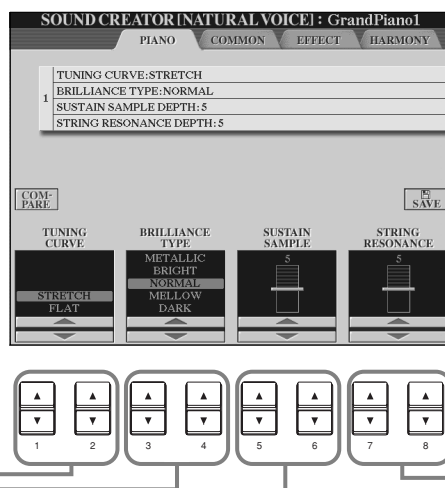 SOUND CREATOR [NATURAL VOICE] : GrandPiano1
PIANO COMMON EFFECT HARMONY
1
TUNING CURVE:STRETCH
BRILLIANCE TYPE:NORMAL
SUSTAIN SAMPLE DEPTH:5
STRING RESONANCE DEPTH:5
COM-
PARE
SAVE
TUNING
CURVE
STRETCH
FLAT
BRILLIANCE
TYPE
METALLIC
BRIGHT
NORMAL
MELLOW
DARK
SUSTAIN
SAMPLE
5
STRING
RESONANCE
5
1 2 3 4 5 6 7 8